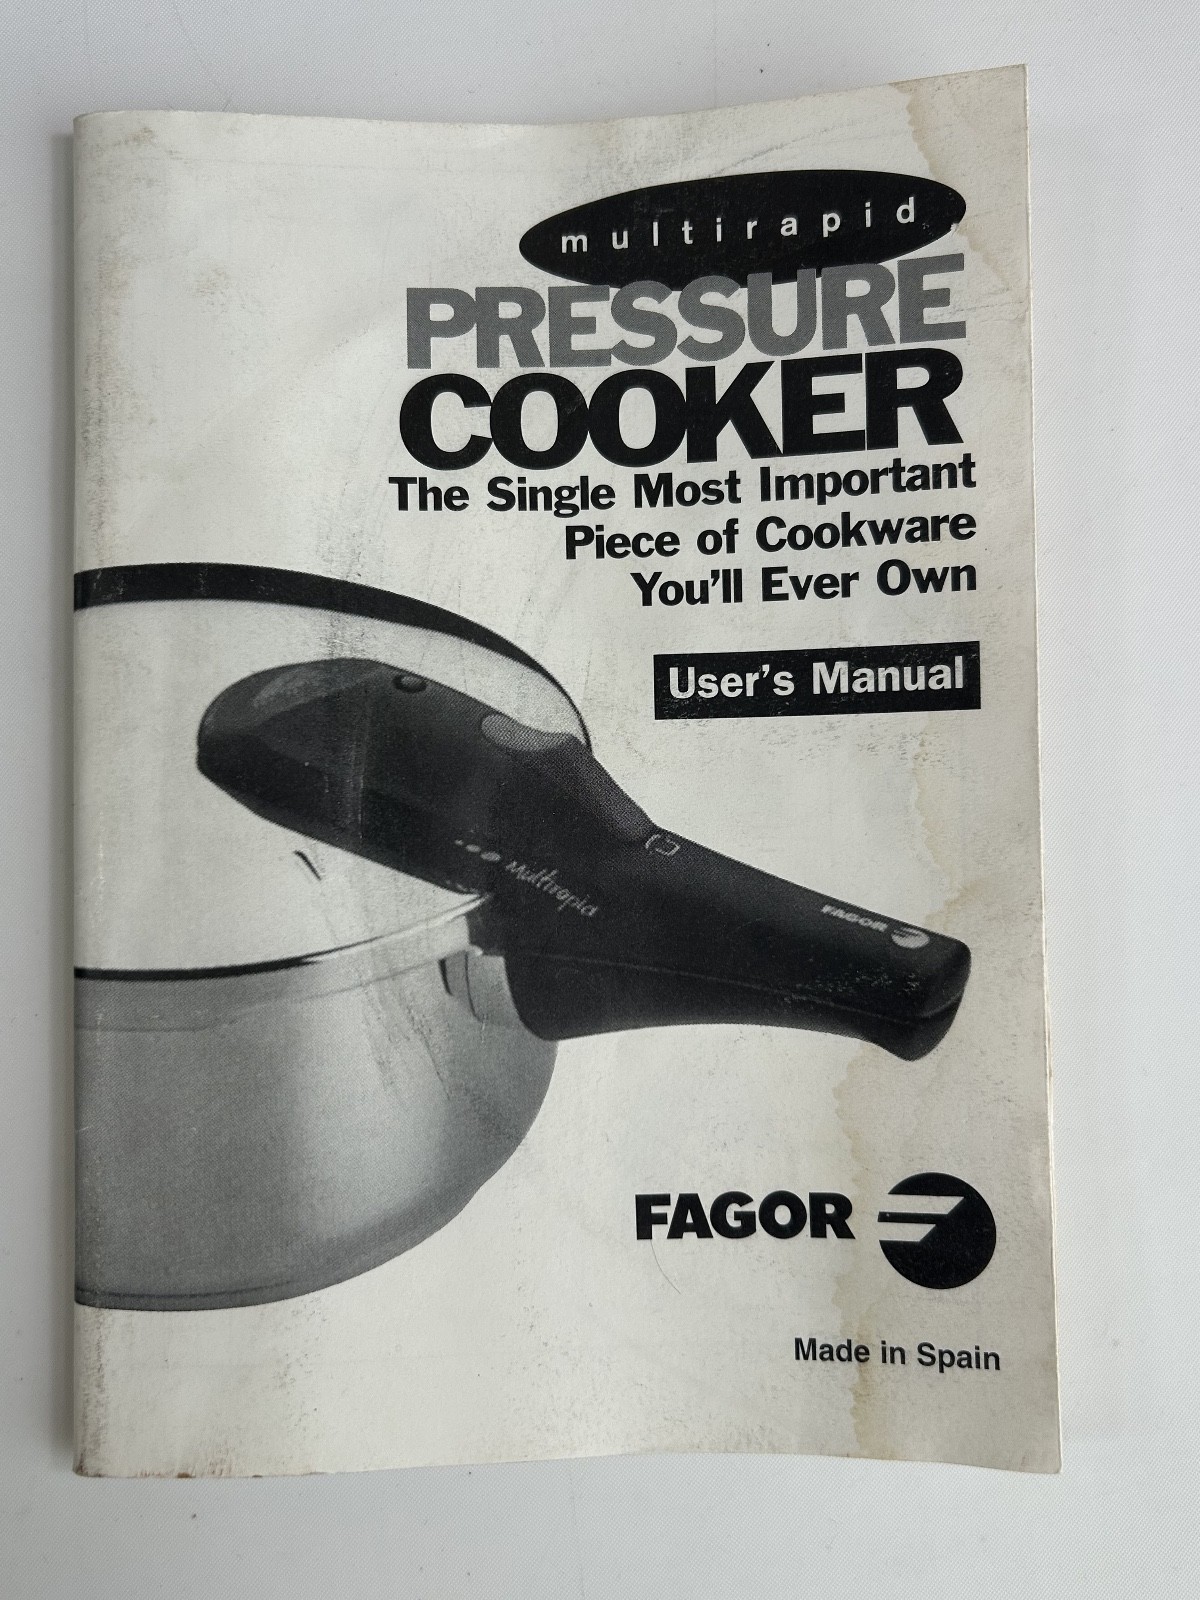 multirapid
PRESSURE
COOKER
The Single Most Important
Piece of Cookware
You'll Ever Own
User's Manual
Multirapid
FAGOR
FAGOR
Made in Spain